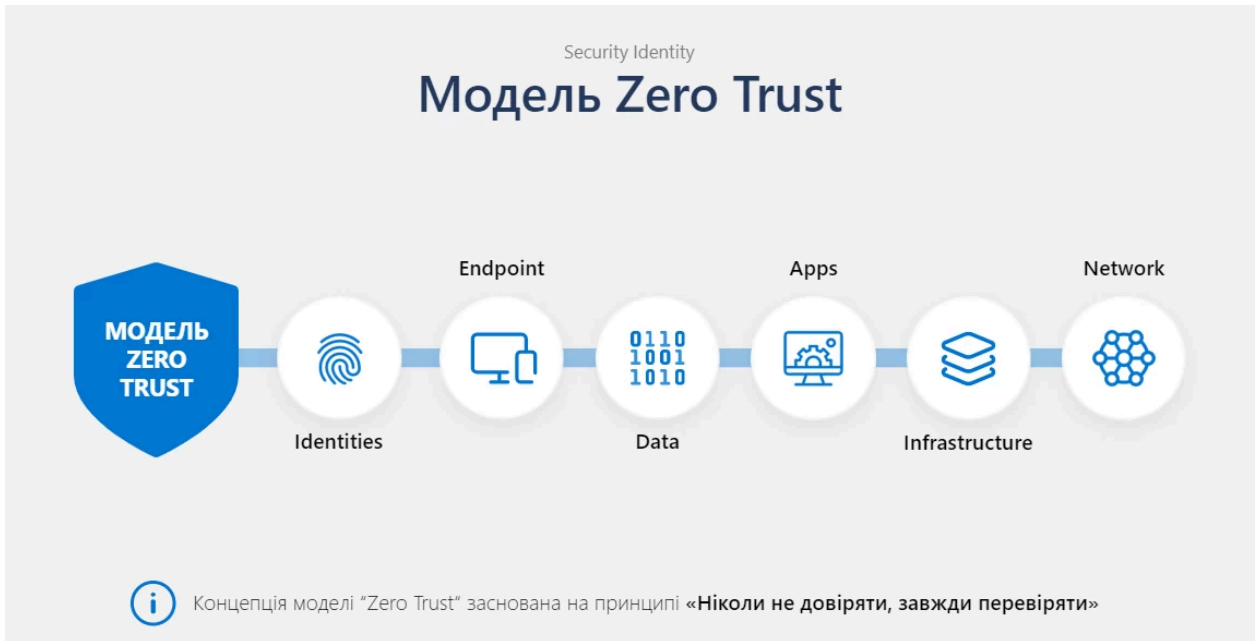 Security Identity
Модель Zero Trust
Endpoint
Apps
Network
МОДЕЛЬ
ZERO
TRUST
0110
1001
1010
Identities
Data
Infrastructure
Концепція моделі “Zero Trust“ заснована на принципі «Ніколи не довіряти, завжди перевіряти»